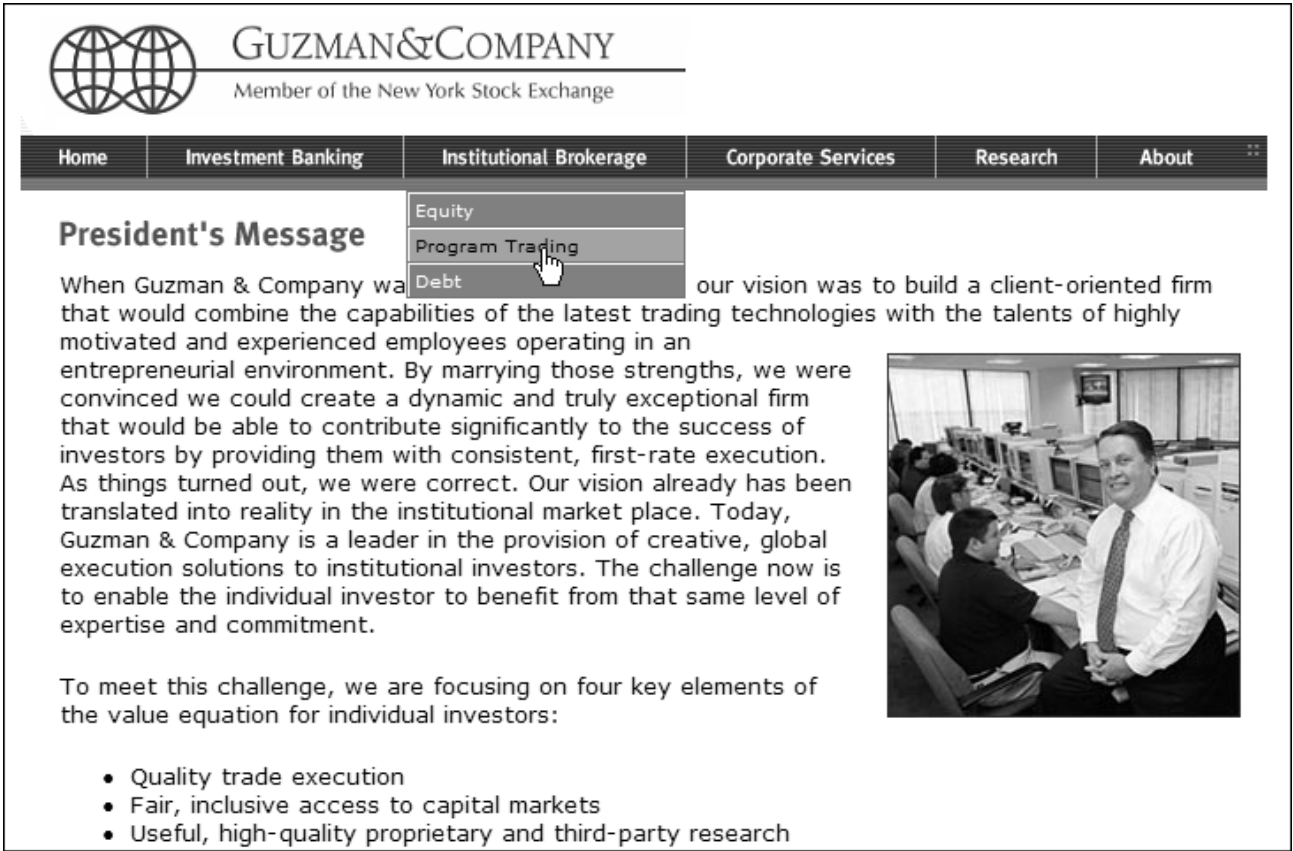 GUZMAN&COMPANY
Member of the New York Stock Exchange
Home Investment Banking Institutional Brokerage Corporate Services Research About
Equity
Program Trading
Debt
President's Message
When Guzman & Company wa our vision was to build a client-oriented firm
that would combine the capabilities of the latest trading technologies with the talents of highly
motivated and experienced employees operating in an
entrepreneurial environment. By marrying those strengths, we were
convinced we could create a dynamic and truly exceptional firm
that would be able to contribute significantly to the success of
investors by providing them with consistent, first-rate execution.
As things turned out, we were correct. Our vision already has been
translated into reality in the institutional market place. Today,
Guzman & Company is a leader in the provision of creative, global
execution solutions to institutional investors. The challenge now is
to enable the individual investor to benefit from that same level of
expertise and commitment.
To meet this challenge, we are focusing on four key elements of
the value equation for individual investors:
• Quality trade execution
• Fair, inclusive access to capital markets
• Useful, high-quality proprietary and third-party research